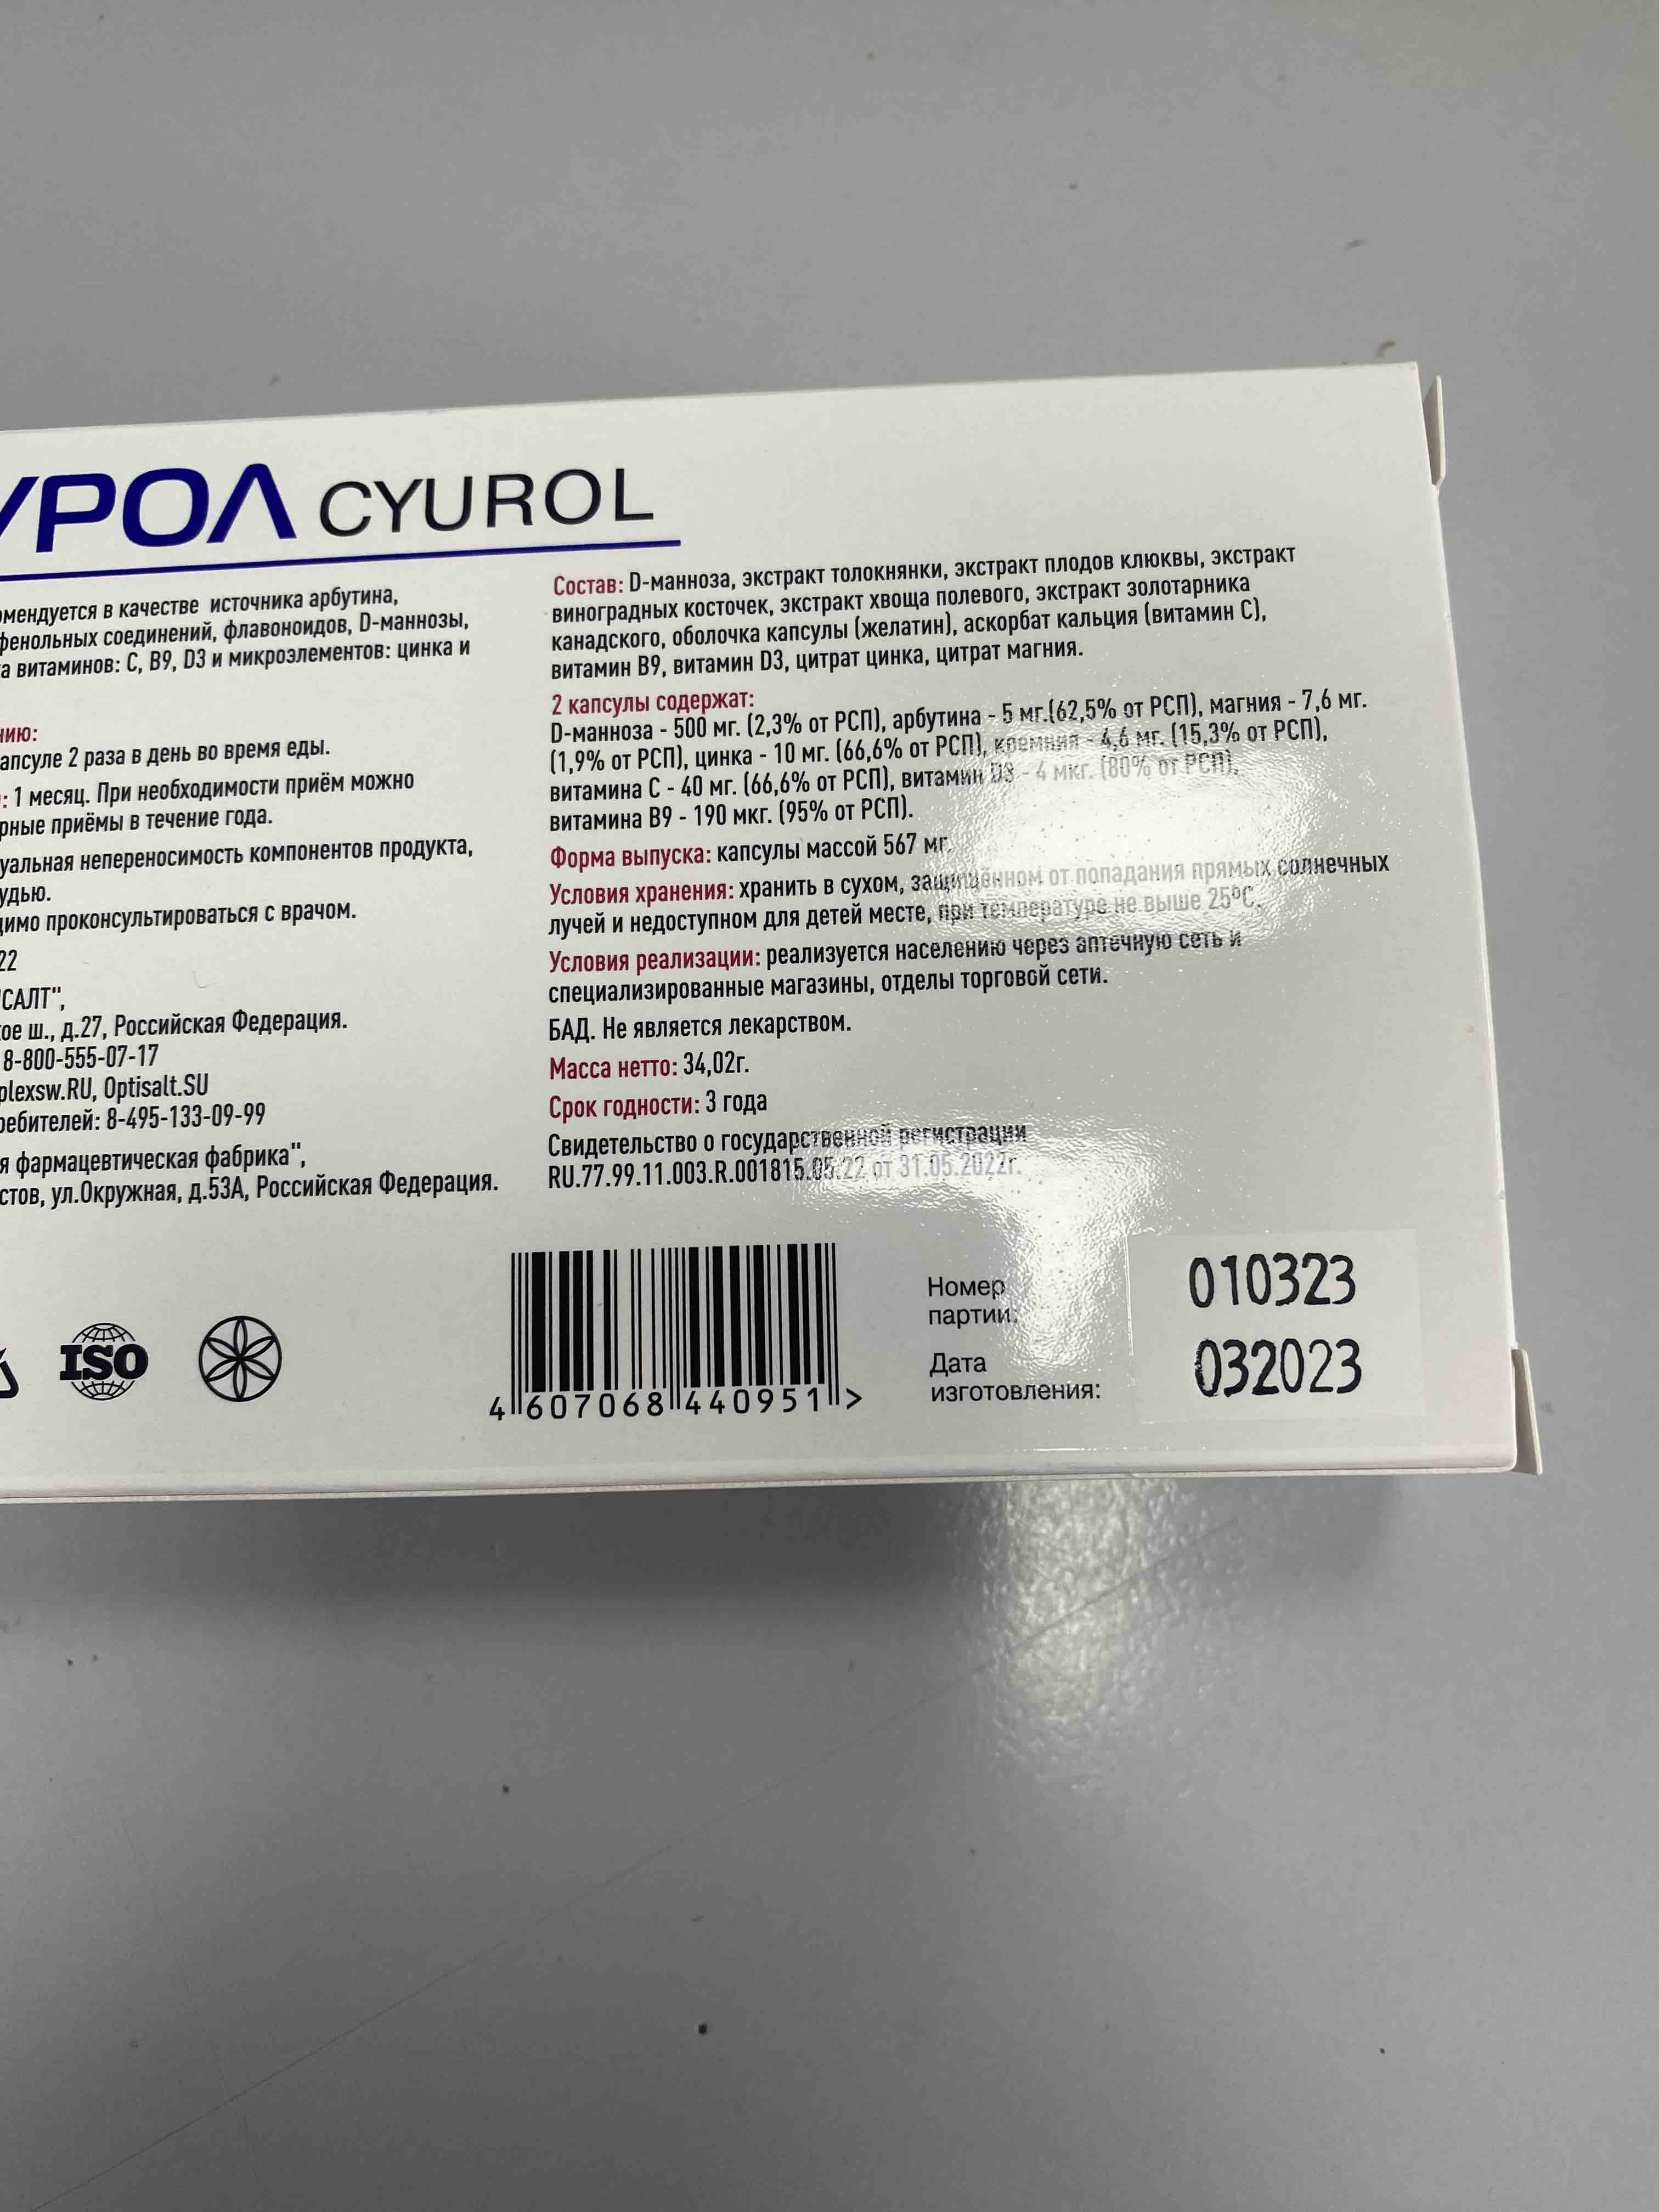 УРОЛ CYUROL
омендуется в качестве источника арбутина,
фенольных соединений, флавоноидов, D-маннозы,
а витаминов: C, B9, D3 и микроэлементов: цинка и
нию:
апсуле 2 раза в день во время еды.
: 1 месяц. При необходимости приём можно
рные приёмы в течение года.
уальная непереносимость компонентов продукта,
удью.
димо проконсультироваться с врачом.
22
САЛТ",
ое ш., д.27, Российская Федерация.
8-800-555-07-17
plexsw.RU, Optisalt.SU
ребителей: 8-495-133-09-99
я фармацевтическая фабрика",
стов, ул.Окружная, д.53А, Российская Федерация.
ISO
Состав: D-манноза, экстракт толокнянки, экстракт плодов клюквы, экстракт
виноградных косточек, экстракт хвоща полевого, экстракт золотарника
канадского, оболочка капсулы (желатин), аскорбат кальция (витамин C),
витамин B9, витамин D3, цитрат цинка, цитрат магния.
2 капсулы содержат:
D-манноза - 500 мг. (2,3% от РСП), арбутина - 5 мг.(62,5% от РСП), магния - 7,6 мг.
(1,9% от РСП), цинка - 10 мг. (66,6% от РСП), кремния - 4,6 мг. (15,3% от РСП),
витамина C - 40 мг. (66,6% от РСП), витамин D3 - 4 мкг. (80% от РСП),
витамина B9 - 190 мкг. (95% от РСП).
Форма выпуска: капсулы массой 567 мг.
Условия хранения: хранить в сухом, защищённом от попадания прямых солнечных
лучей и недоступном для детей месте, при температуре не выше 25°C.
Условия реализации: реализуется населению через аптечную сеть и
специализированные магазины, отделы торговой сети.
БАД. Не является лекарством.
Масса нетто: 34,02г.
Срок годности: 3 года
Свидетельство о государственной регистрации
RU.77.99.11.003.R.001815.05.22 от 31.05.2022г.
4 607068 440951 >
Номер
партии: 010323
Дата
изготовления: 032023